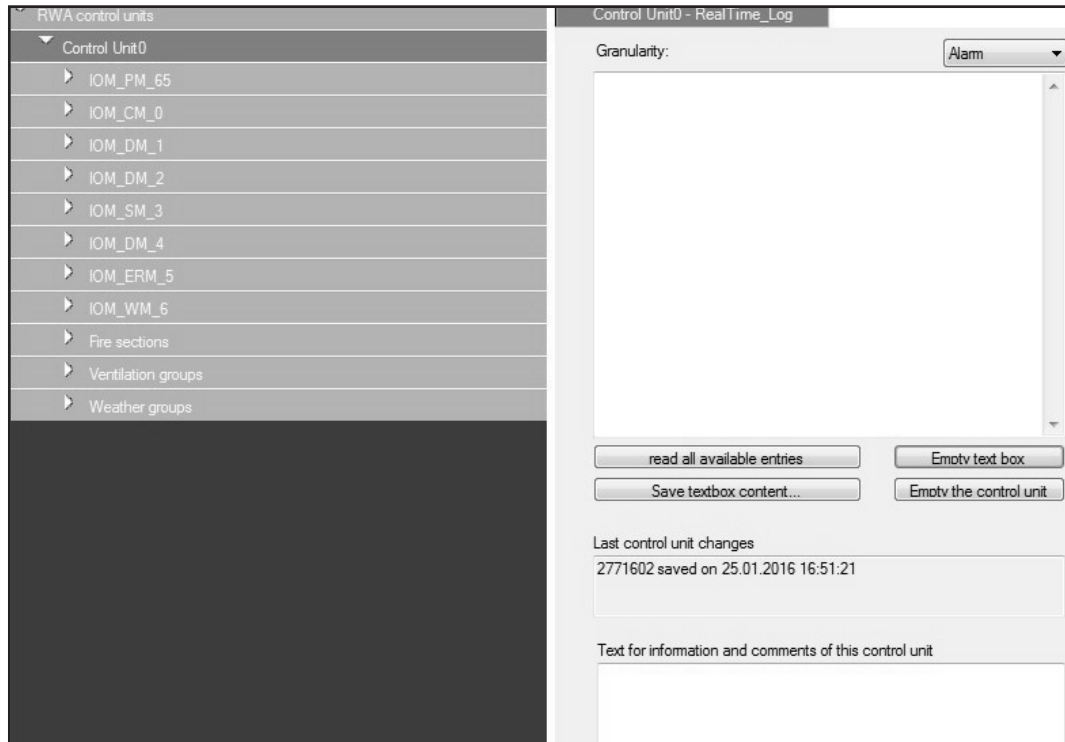 RWA control units
Control Unit0
IOM_PM_65
IOM_CM_0
IOM_DM_1
IOM_DM_2
IOM_SM_3
IOM_DM_4
IOM_ERM_5
IOM_WM_6
Fire sections
Ventilation groups
Weather groups
Control Unit0 - RealTime_Log
Granularity: Alarm
read all available entries Empty text box
Save textbox content... Empty the control unit
Last control unit changes
2771602 saved on 25.01.2016 16:51:21
Text for information and comments of this control unit